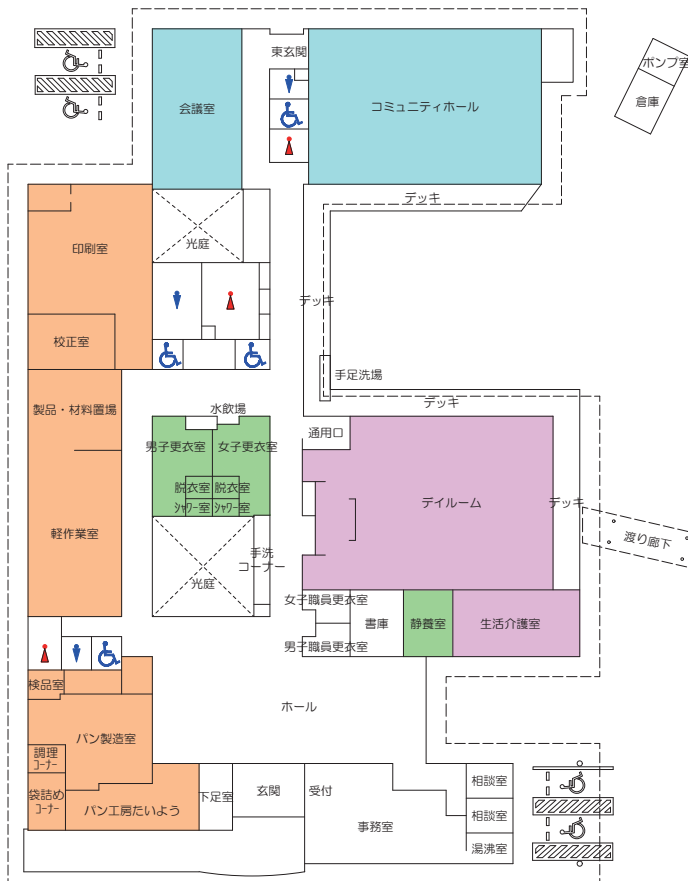 東玄関
ポンプ室
倉庫
会議室
コミュニティホール
デッキ
光庭
印刷室
デッキ
校正室
手足洗場
製品・材料置場
水飲場
デッキ
通用口
男子更衣室
女子更衣室
脱衣室
脱衣室
シャワー室
シャワー室
デイルーム
デッキ
軽作業室
渡り廊下
手洗
コーナー
光庭
女子職員更衣室
書庫
静養室
生活介護室
男子職員更衣室
検品室
ホール
パン製造室
調理
コーナー
袋詰め
コーナー
パン工房たいよう
下足室
玄関
受付
事務室
相談室
相談室
湯沸室